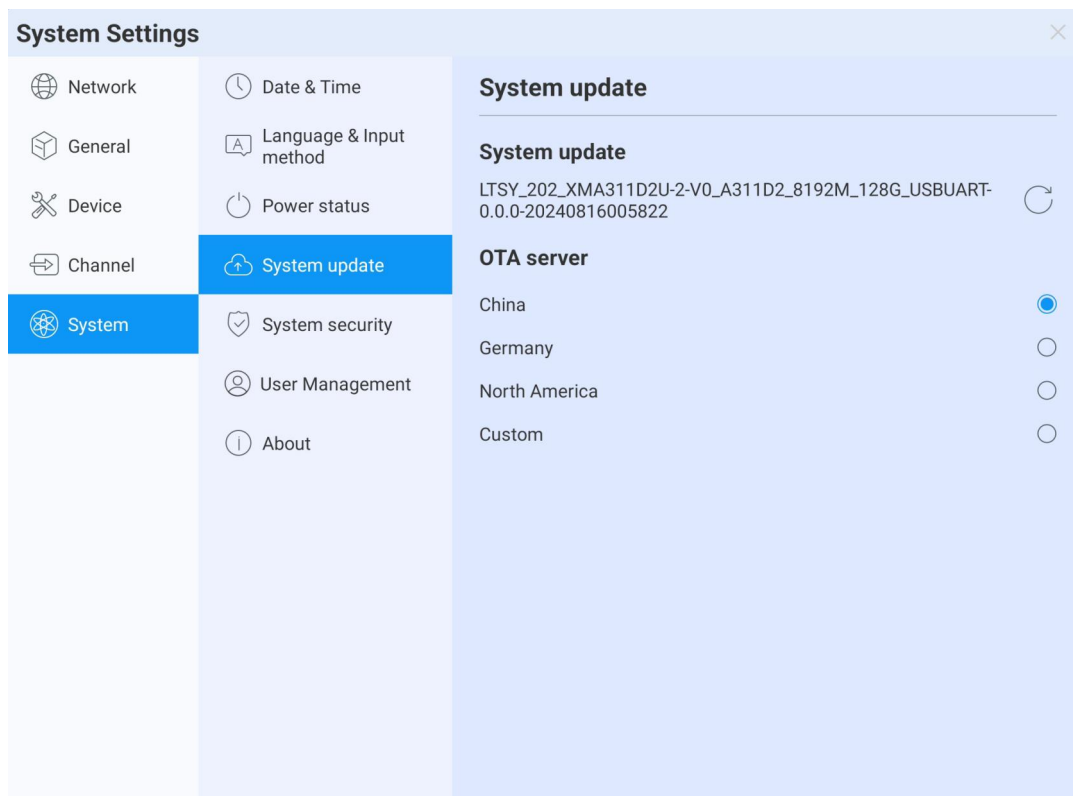 System Settings
Network
General
Device
Channel
System
Date & Time
Language & Input
method
Power status
System update
System security
User Management
About
System update
System update
LTSY_202_XMA311D2U-2-V0_A311D2_8192M_128G_USBUART-
0.0.0-20240816005822
OTA server
China
Germany
North America
Custom